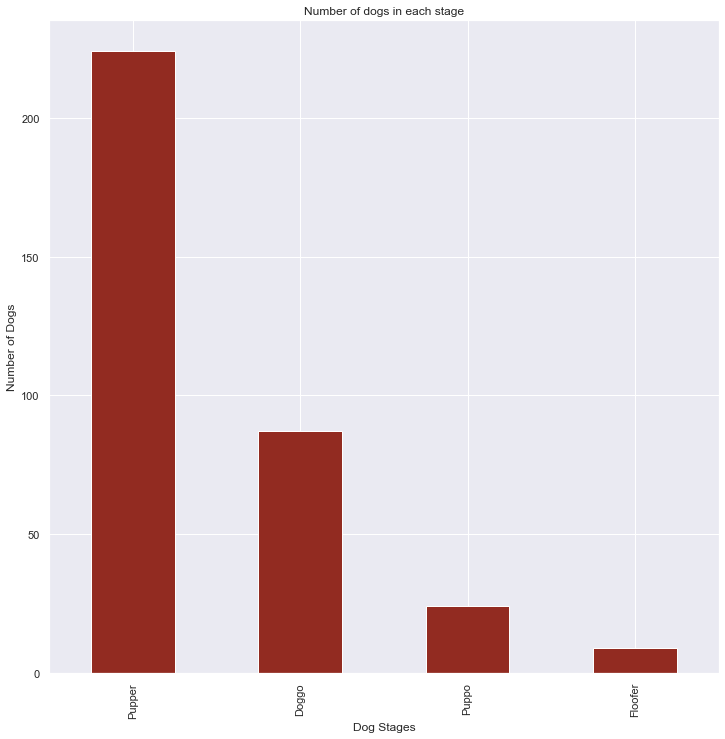 Number of dogs in each stage
200
150
100
50
0
Number of Dogs
Pupper
Doggo
Puppo
Floofer
Dog Stages